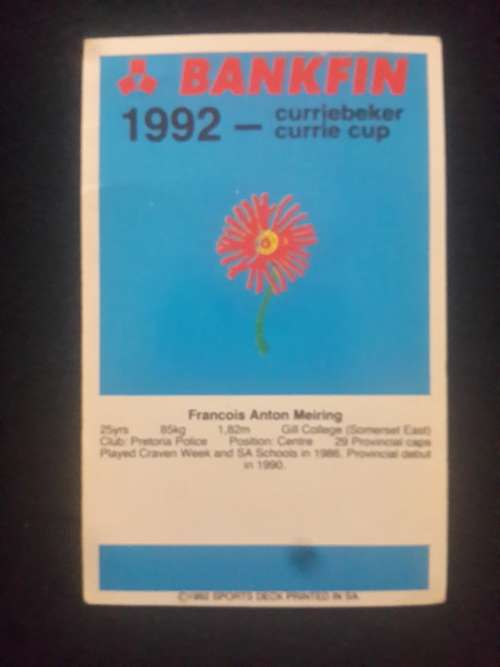 BANKFIN
1992 – curriebeker
currie cup
Francois Anton Meiring
25yrs 85kg 1,82m Gill College (Somerset East)
Club: Pretoria Police Position: Centre 29 Provincial caps
Played Craven Week and SA Schools in 1986. Provincial debut
in 1990.
©1992 SPORTS DECK PRINTED IN SA